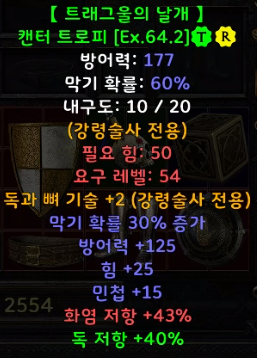 【 트래그울의 날개 】
캔터 트로피 [Ex.64.2] T R
방어력: 177
막기 확률: 60%
내구도: 10 / 20
(강령술사 전용)
필요 힘: 50
요구 레벨: 54
독과 뼈 기술 +2 (강령술사 전용)
막기 확률 30% 증가
방어력 +125
힘 +25
민첩 +15
화염 저항 +43%
독 저항 +40%
2554